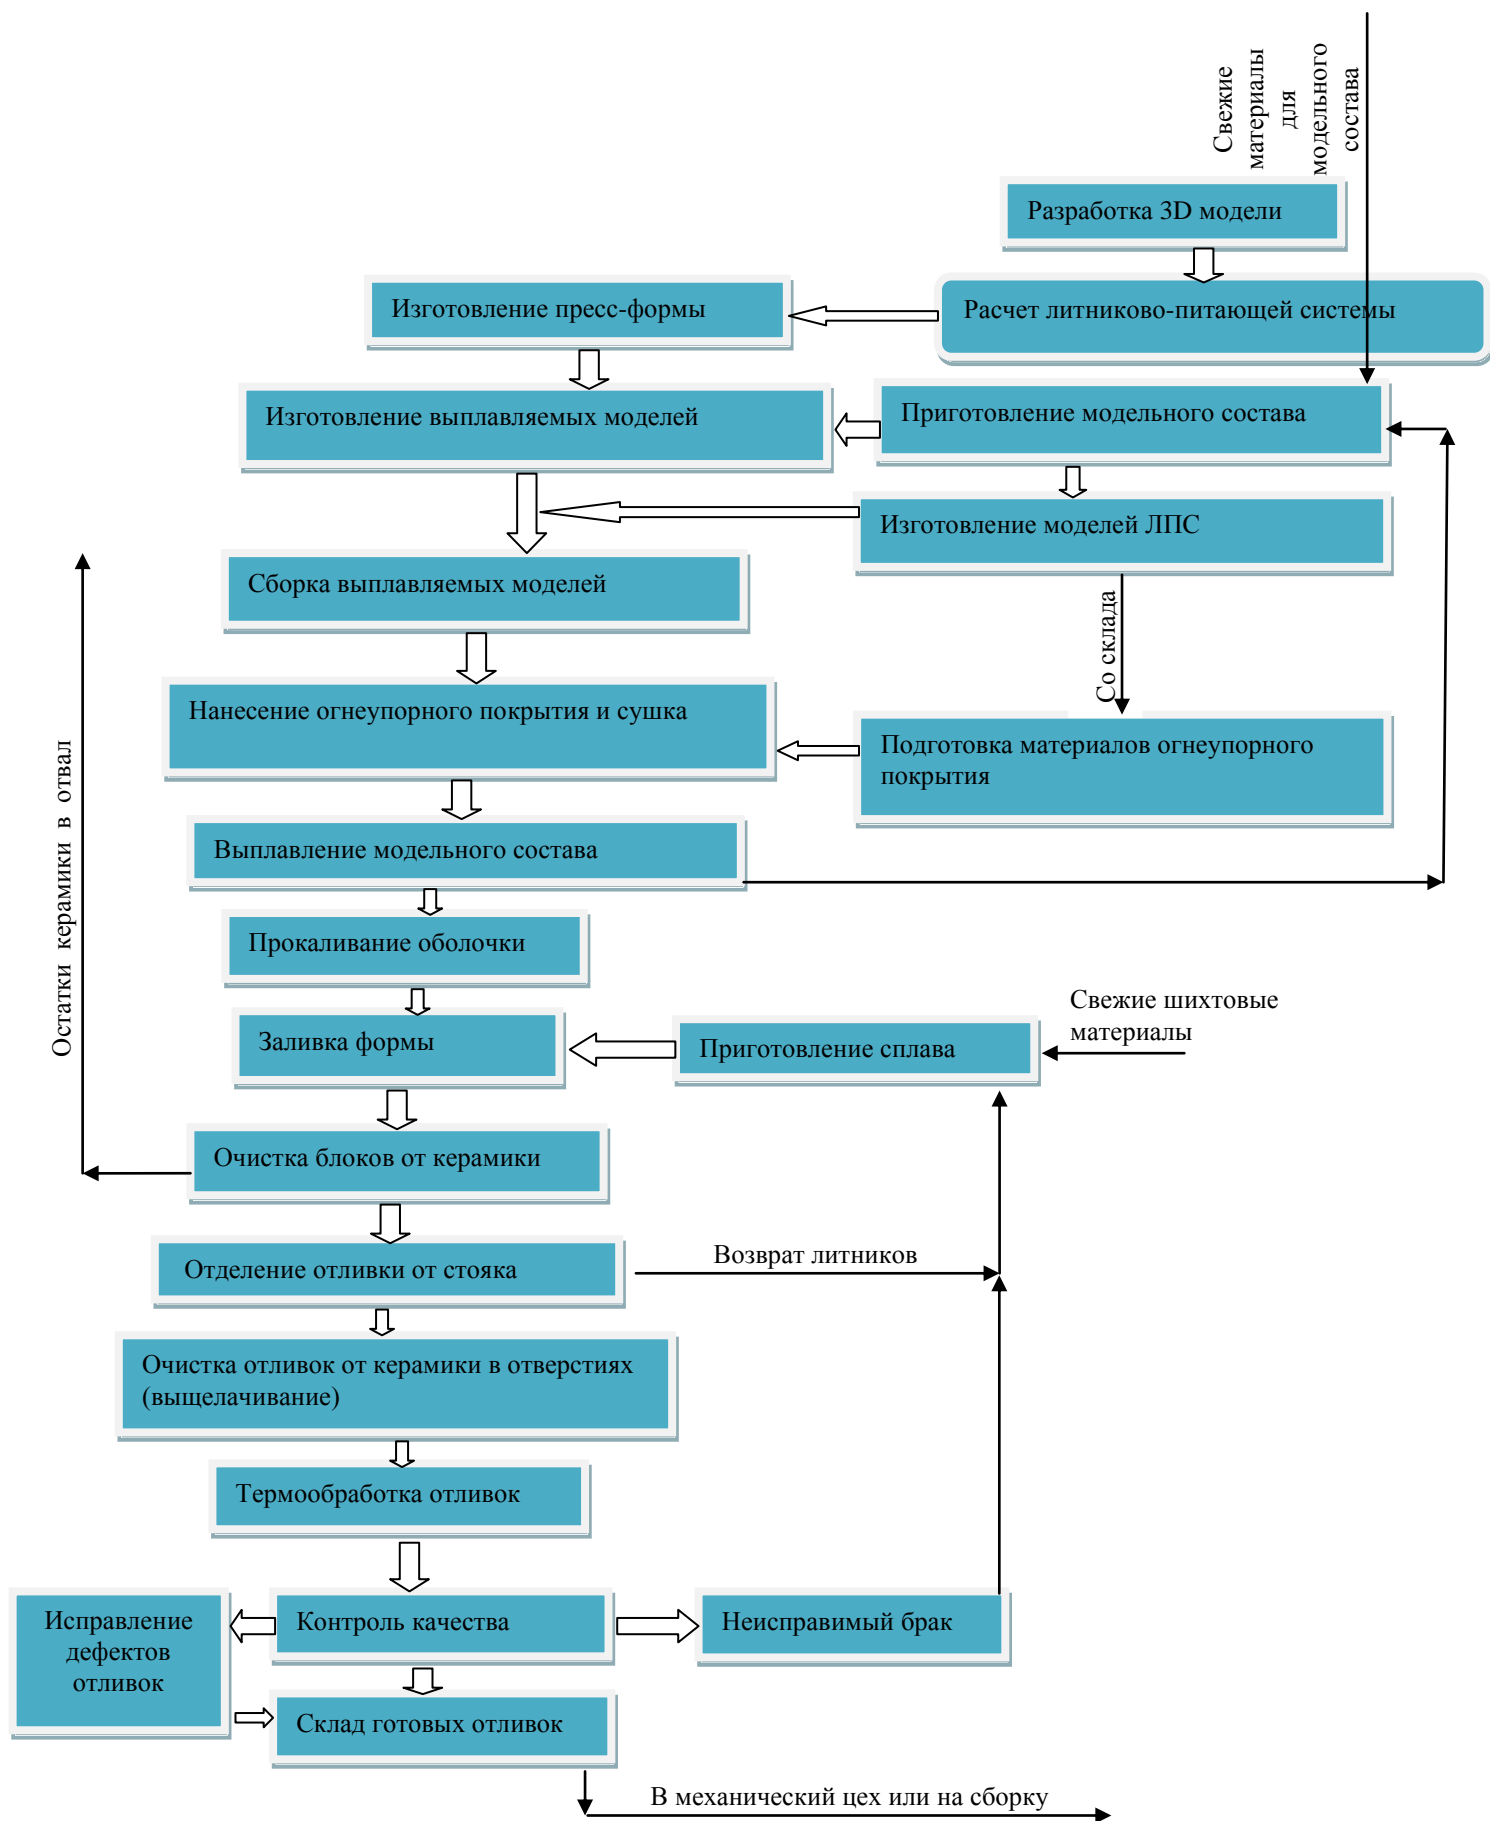 Свежие
материалы
для
модельного
состава
Разработка 3D модели
Изготовление пресс-формы
Расчет литниково-питающей системы
Изготовление выплавляемых моделей
Приготовление модельного состава
Изготовление моделей ЛПС
Сборка выплавляемых моделей
Со склада
Нанесение огнеупорного покрытия и сушка
Подготовка материалов огнеупорного
покрытия
Остатки керамики в отвал
Выплавление модельного состава
Прокаливание оболочки
Свежие шихтовые
материалы
Заливка формы
Приготовление сплава
Очистка блоков от керамики
Возврат литников
Отделение отливки от стояка
Очистка отливок от керамики в отверстиях
(выщелачивание)
Термообработка отливок
Исправление
дефектов
отливок
Контроль качества
Неисправимый брак
Склад готовых отливок
В механический цех или на сборку